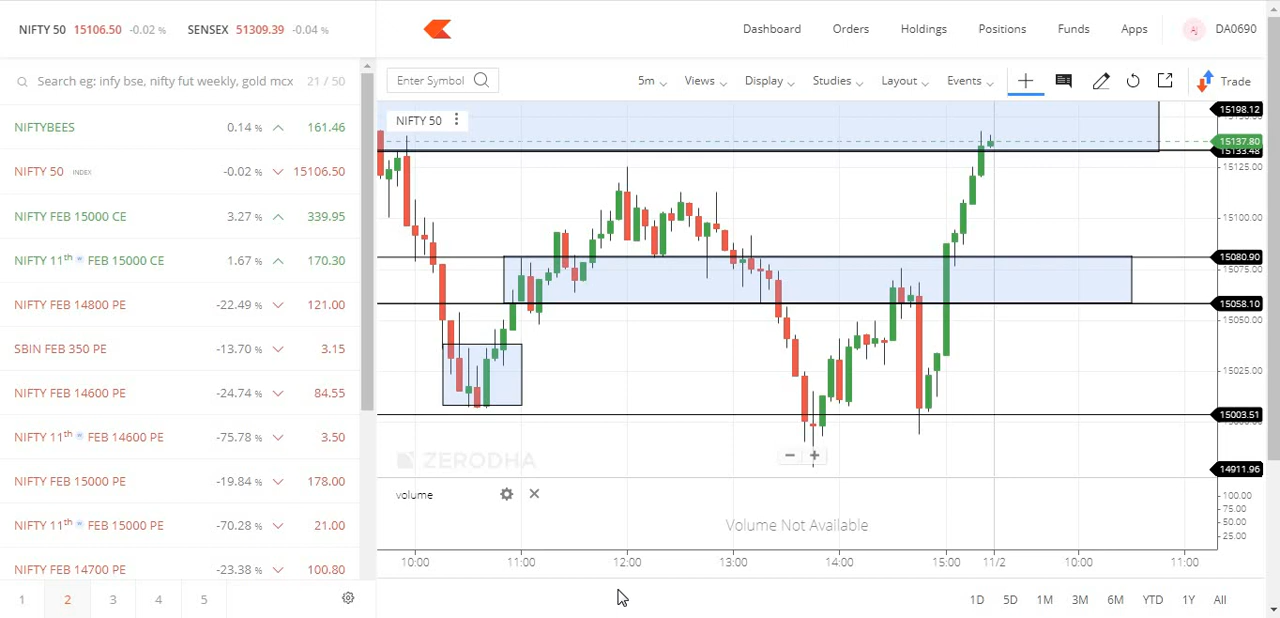 NIFTY 50 15106.50 -0.02 % SENSEX 51309.39 -0.04 %
Dashboard Orders Holdings Positions Funds Apps DA0690
Search eg: infy bse, nifty fut weekly, gold mcx 21 / 50
Enter Symbol 5m Views Display Studies Layout Events Trade
NIFTYBEES 0.14 % 161.46
NIFTY 50 INDEX -0.02 % 15106.50
NIFTY FEB 15000 CE 3.27 % 339.95
NIFTY 11th FEB 15000 CE 1.67 % 170.30
NIFTY FEB 14800 PE -22.49 % 121.00
SBIN FEB 350 PE -13.70 % 3.15
NIFTY FEB 14600 PE -24.74 % 84.55
NIFTY 11th FEB 14600 PE -75.78 % 3.50
NIFTY FEB 15000 PE -19.84 % 178.00
NIFTY 11th FEB 15000 PE -70.28 % 21.00
NIFTY FEB 14700 PE -23.33 % 100.80
1 2 3 4 5
NIFTY 50
15198.12
15137.80
15133.48
15125.00
15100.00
15080.90
15075.00
15058.10
15050.00
15025.00
15003.51
14911.96
ZERODHA
volume
Volume Not Available
100.00
75.00
50.00
25.00
10:00 11:00 12:00 13:00 14:00 15:00 11/2 10:00 11:00
1D 5D 1M 3M 6M YTD 1Y All